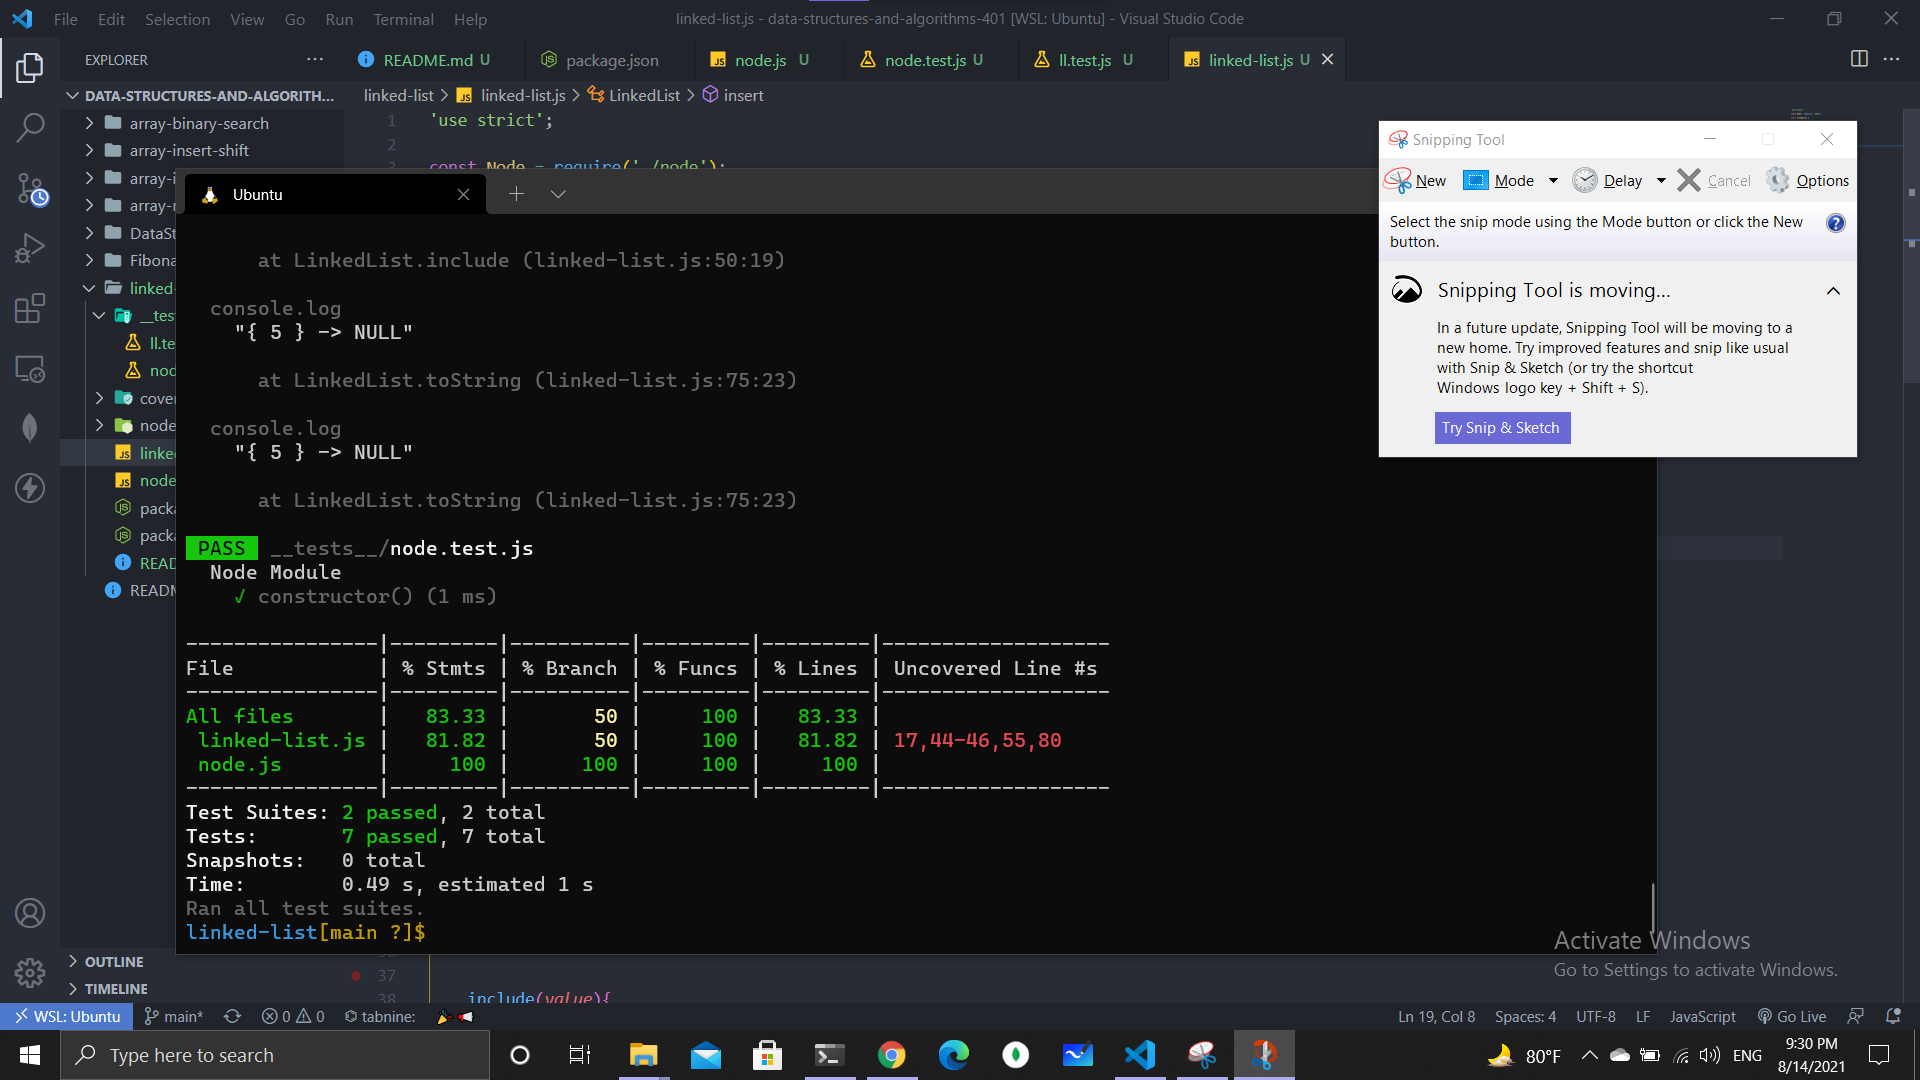 File Edit Selection View Go Run Terminal Help
linked-list.js - data-structures-and-algorithms-401 [WSL: Ubuntu] - Visual Studio Code
EXPLORER
README.md U
package.json
node.js U
node.test.js U
ll.test.js U
linked-list.js U
DATA-STRUCTURES-AND-ALGORITH...
linked-list > linked-list.js > LinkedList > insert
array-binary-search
array-insert-shift
array-i
array-r
DataSt
Fibona
linked-
__tes
ll.te
nod
cove
node
linke
node
packa
packa
READ
READM
OUTLINE
TIMELINE
1 'use strict';
2
3 const Node = require('./node');
Ubuntu
at LinkedList.include (linked-list.js:50:19)
console.log
"{ 5 } -> NULL"
at LinkedList.toString (linked-list.js:75:23)
console.log
"{ 5 } -> NULL"
at LinkedList.toString (linked-list.js:75:23)
PASS __tests__/node.test.js
Node Module
√ constructor() (1 ms)
----------------|---------|----------|---------|---------|-------------------
File | % Stmts | % Branch | % Funcs | % Lines | Uncovered Line #s
----------------|---------|----------|---------|---------|-------------------
All files | 83.33 | 50 | 100 | 83.33 |
linked-list.js | 81.82 | 50 | 100 | 81.82 | 17,44-46,55,80
node.js | 100 | 100 | 100 | 100 |
----------------|---------|----------|---------|---------|-------------------
Test Suites: 2 passed, 2 total
Tests: 7 passed, 7 total
Snapshots: 0 total
Time: 0.49 s, estimated 1 s
Ran all test suites.
linked-list[main ?]$
37
38 include(value){
Snipping Tool
New Mode Delay Cancel Options
Select the snip mode using the Mode button or click the New
button.
Snipping Tool is moving...
In a future update, Snipping Tool will be moving to a
new home. Try improved features and snip like usual
with Snip & Sketch (or try the shortcut
Windows logo key + Shift + S).
Try Snip & Sketch
Activate Windows
Go to Settings to activate Windows.
WSL: Ubuntu main* 0 0 tabnine:
Ln 19, Col 8 Spaces: 4 UTF-8 LF JavaScript Go Live
Type here to search
80°F ENG
9:30 PM
8/14/2021